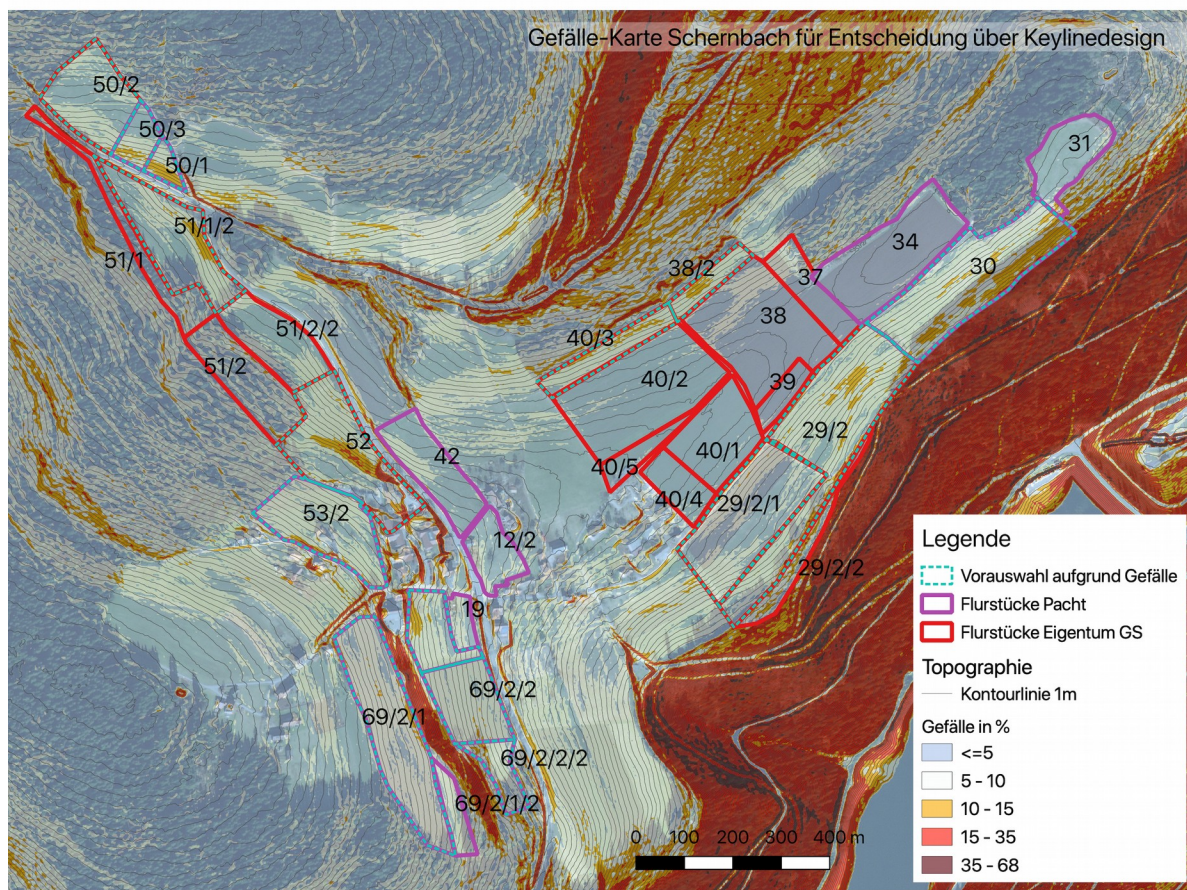 Gefälle-Karte Schernbach für Entscheidung über Keylinedesign
50/2
50/3
50/1
31
51/1/2
51/1
34
30
38/2
37
38
40/3
51/2/2
51/2
40/2
39
52
42
29/2
40/1
40/5
40/4
29/2/1
53/2
12/2
29/2/2
19
69/2/2
69/2/1
69/2/2/2
69/2/1/2
Legende
Vorauswahl aufgrund Gefälle
Flurstücke Pacht
Flurstücke Eigentum GS
Topographie
Kontourlinie 1m
Gefälle in %
<=5
5 - 10
10 - 15
15 - 35
35 - 68
0 100 200 300 400 m